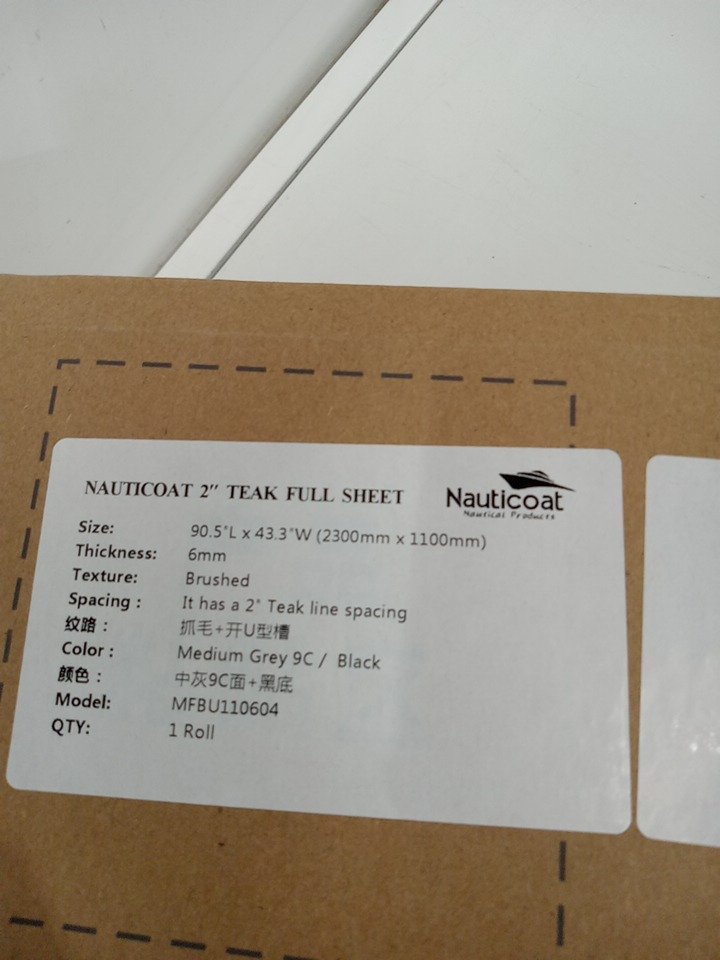 NAUTICOAT 2" TEAK FULL SHEET
Nauticoat
Nautical Products
Size: 90.5"L x 43.3"W (2300mm x 1100mm)
Thickness: 6mm
Texture: Brushed
Spacing : It has a 2" Teak line spacing
纹路 : 抓毛+开U型槽
Color : Medium Grey 9C / Black
颜色 : 中灰9C面+黑底
Model: MFBU110604
QTY: 1 Roll